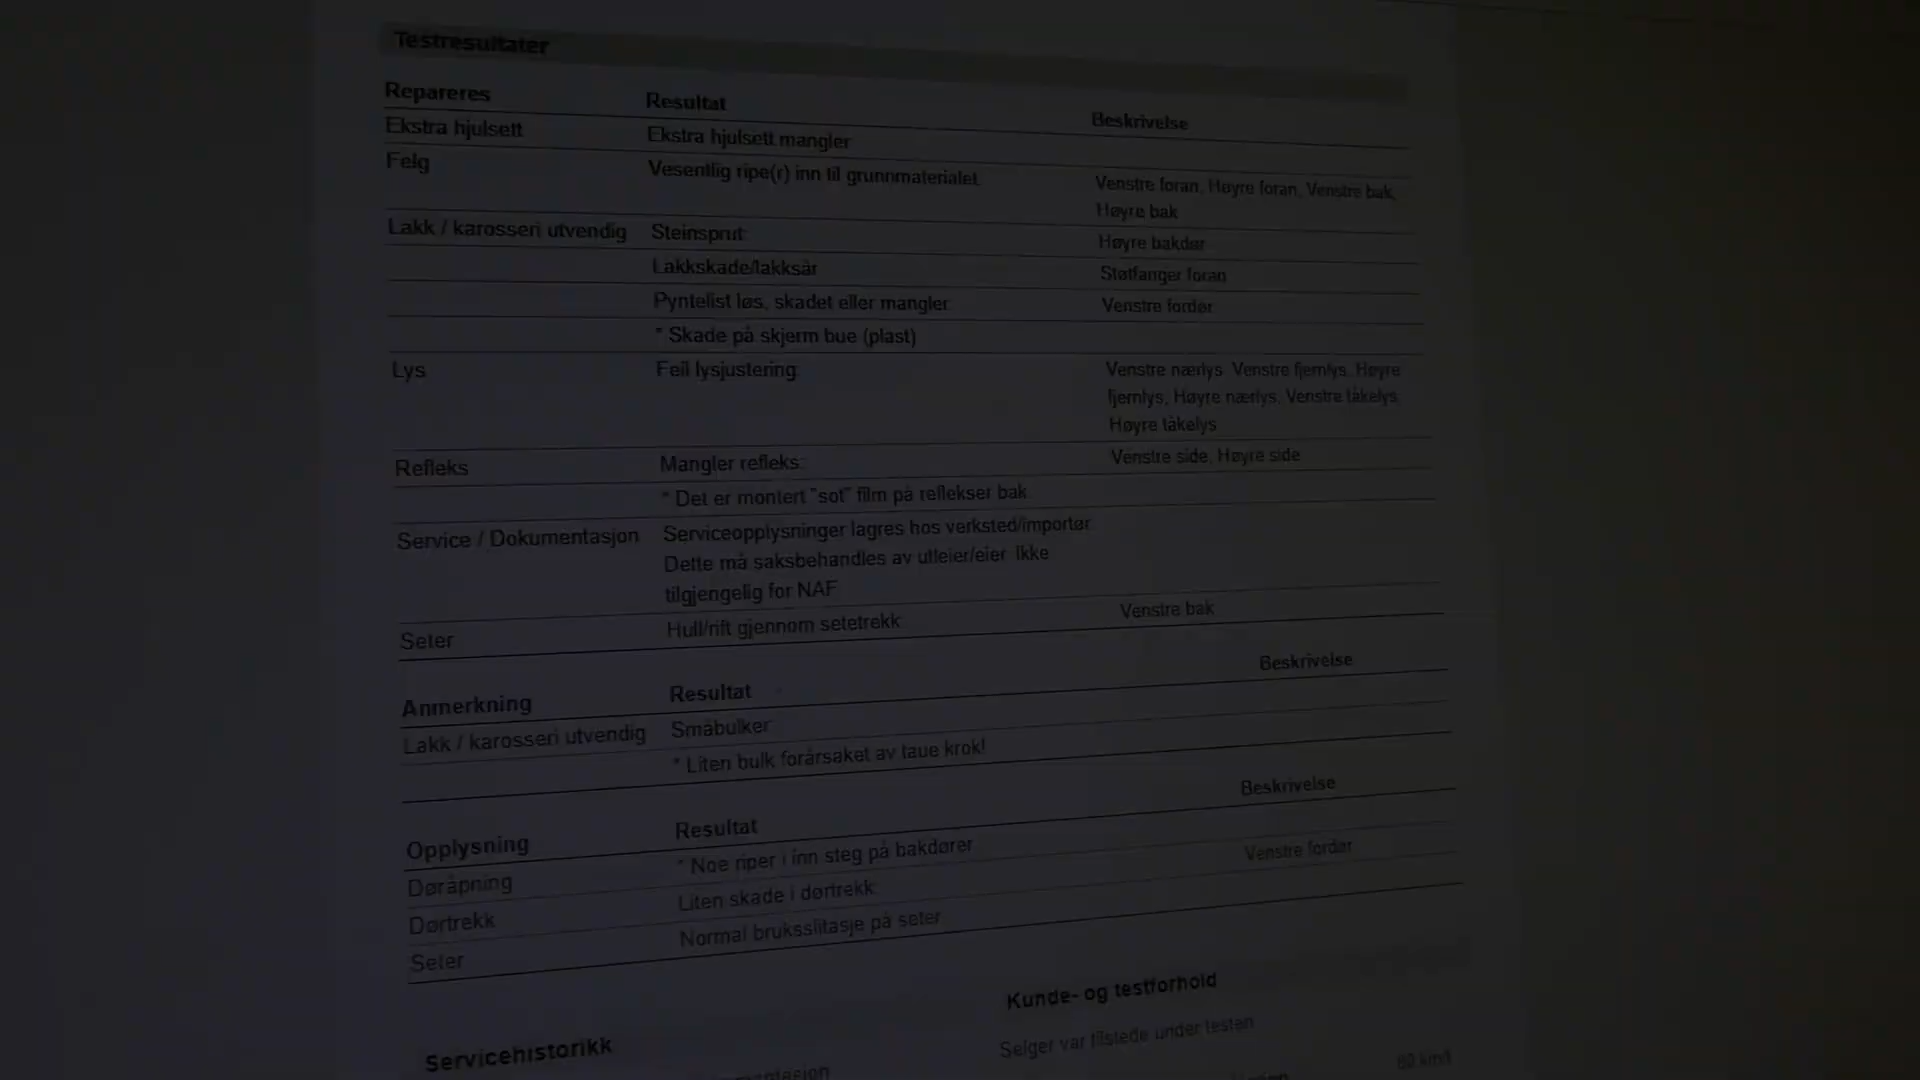 Testresultater
Repareres Resultat Beskrivelse
Ekstra hjulsett Ekstra hjulsett mangler
Felg Vesentlig ripe(r) inn til grunnmaterialet Venstre foran, Høyre foran, Venstre bak,
Høyre bak
Lakk / karosseri utvendig Steinsprut Høyre bakdør
Lakkskade/lakksår Støtfanger foran
Pyntelist løs, skadet eller mangler Venstre fordør
* Skade på skjerm bue (plast)
Lys Feil lysjustering Venstre nærlys, Venstre fjernlys, Høyre
fjernlys, Høyre nærlys, Venstre tåkelys,
Høyre tåkelys
Refleks Mangler refleks: Venstre side, Høyre side
* Det er montert "sot" film på reflekser bak.
Service / Dokumentasjon Serviceopplysninger lagres hos verksted/importør.
Dette må saksbehandles av utleier/eier. Ikke
tilgjengelig for NAF
Seter Hull/rift gjennom setetrekk Venstre bak
Anmerkning Resultat Beskrivelse
Lakk / karosseri utvendig Småbulker
* Liten bulk forårsaket av taue krok!
Opplysning Resultat Beskrivelse
Døråpning * Noe riper i inn steg på bakdører
Dørtrekk Liten skade i dørtrekk Venstre fordør
Seter Normal bruksslitasje på seter
Servicehistorikk Kunde- og testforhold
Selger var tilstede under testen